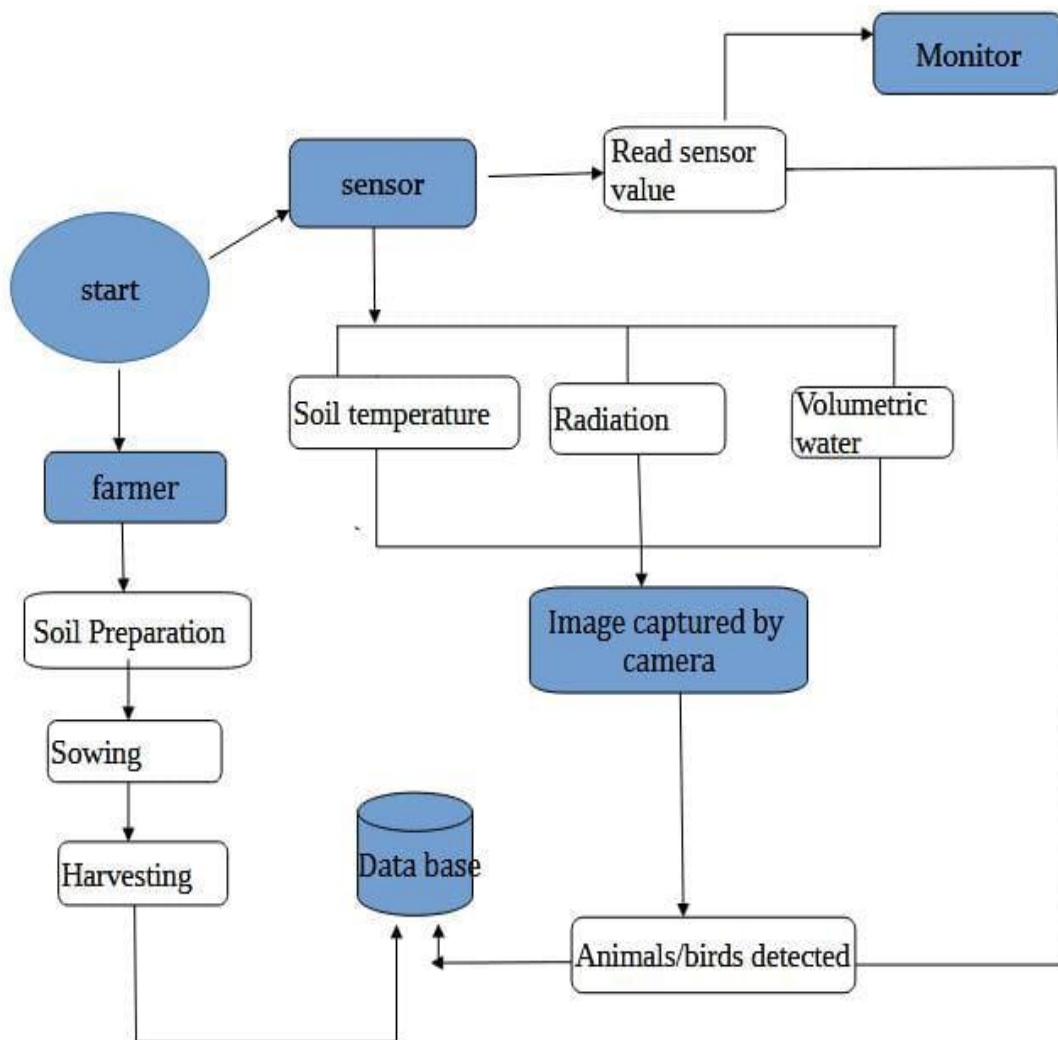 Monitor
Read sensor
value
sensor
start
Soil temperature
Radiation
Volumetric
water
farmer
Image captured by
camera
Soil Preparation
Sowing
Harvesting
Data base
Animals/birds detected